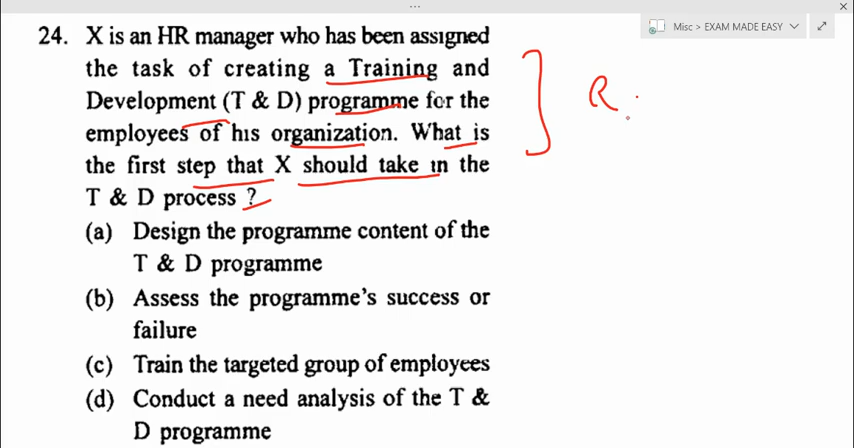 Misc > EXAM MADE EASY
24. X is an HR manager who has been assigned
the task of creating a Training and
Development (T & D) programme for the
employees of his organization. What is
the first step that X should take in the
T & D process ?
R.
(a) Design the programme content of the
T & D programme
(b) Assess the programme's success or
failure
(c) Train the targeted group of employees
(d) Conduct a need analysis of the T &
D programme